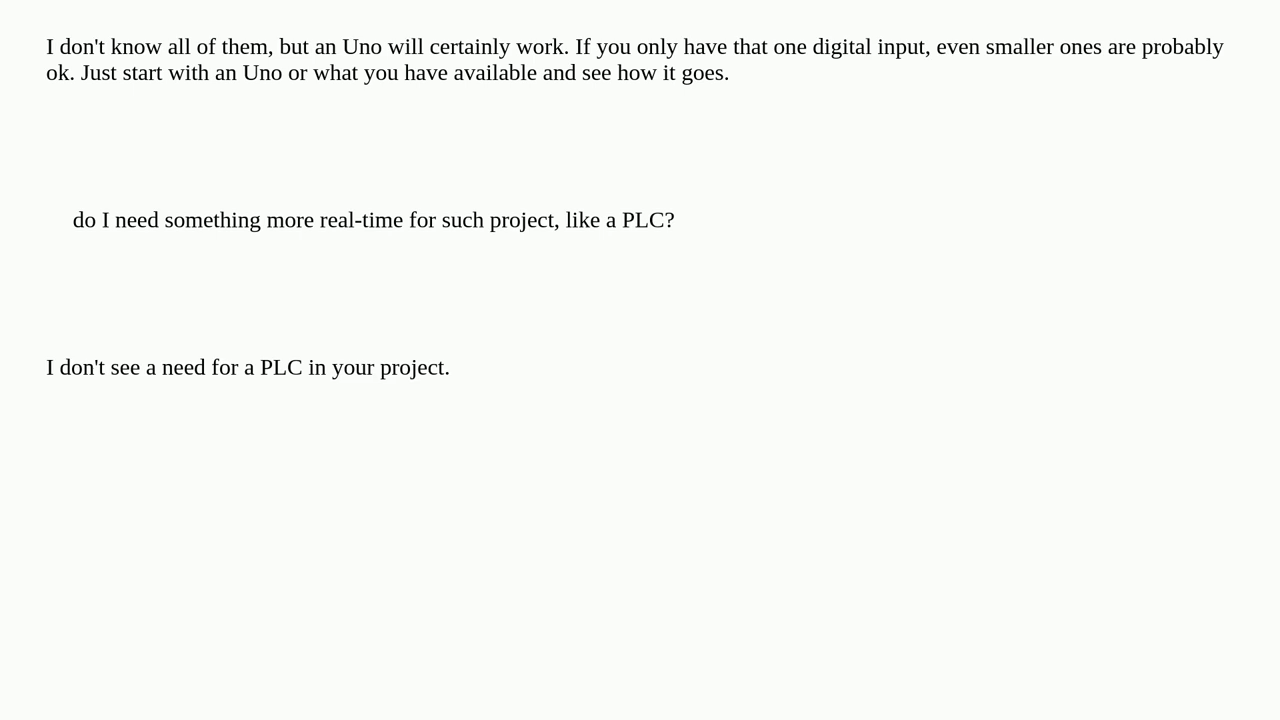 I don't know all of them, but an Uno will certainly work. If you only have that one digital input, even smaller ones are probably
ok. Just start with an Uno or what you have available and see how it goes.
do I need something more real-time for such project, like a PLC?
I don't see a need for a PLC in your project.